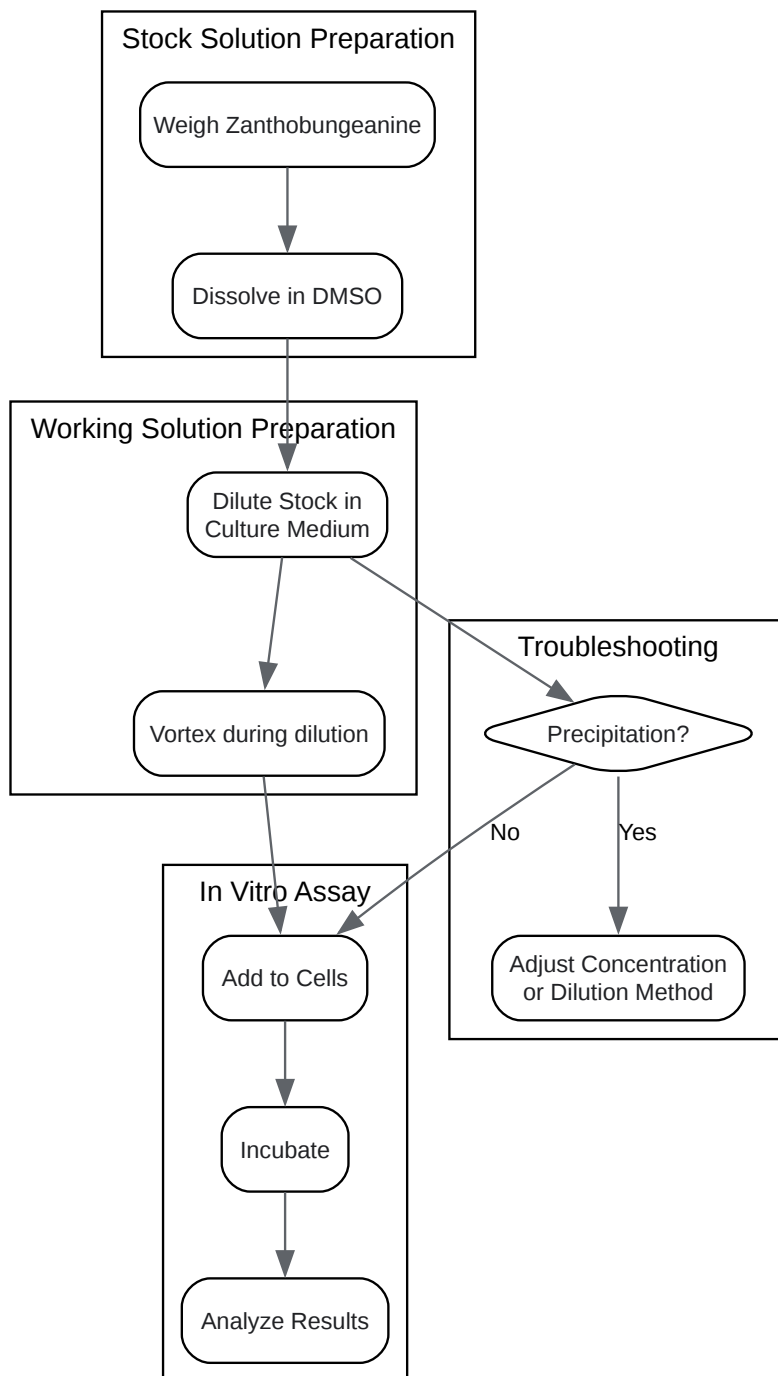 Stock Solution Preparation
Weigh Zanthobungeanine
Dissolve in DMSO
Working Solution Preparation
Dilute Stock in
Culture Medium
Vortex during dilution
Troubleshooting
Precipitation?
No
Yes
Adjust Concentration
or Dilution Method
In Vitro Assay
Add to Cells
Incubate
Analyze Results